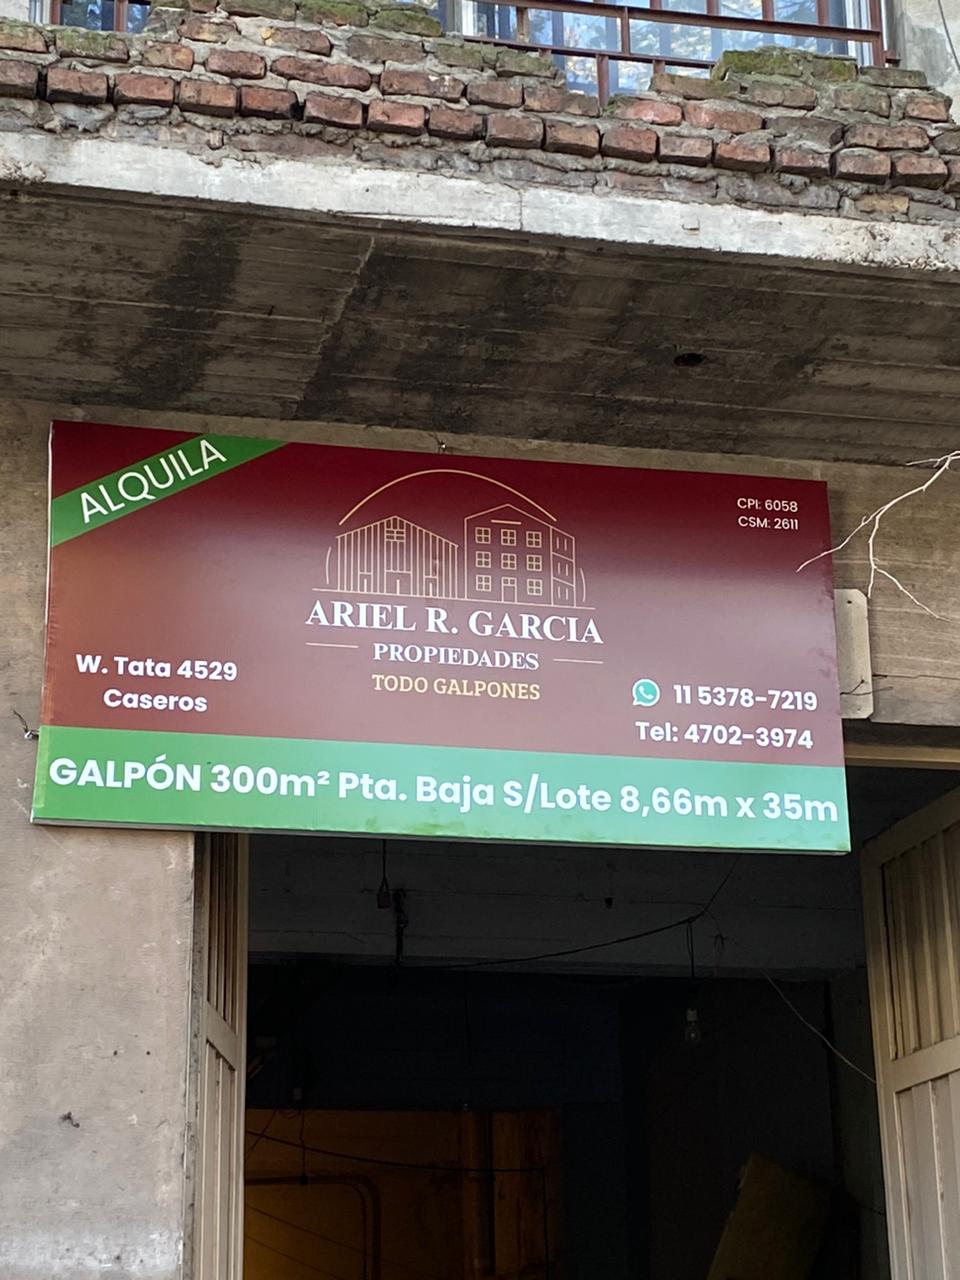 ALQUILA
CPI: 6058
CSM: 2611
ARIEL R. GARCIA
PROPIEDADES
TODO GALPONES
W. Tata 4529
Caseros
11 5378-7219
Tel: 4702-3974
GALPÓN 300m² Pta. Baja S/Lote 8,66m x 35m